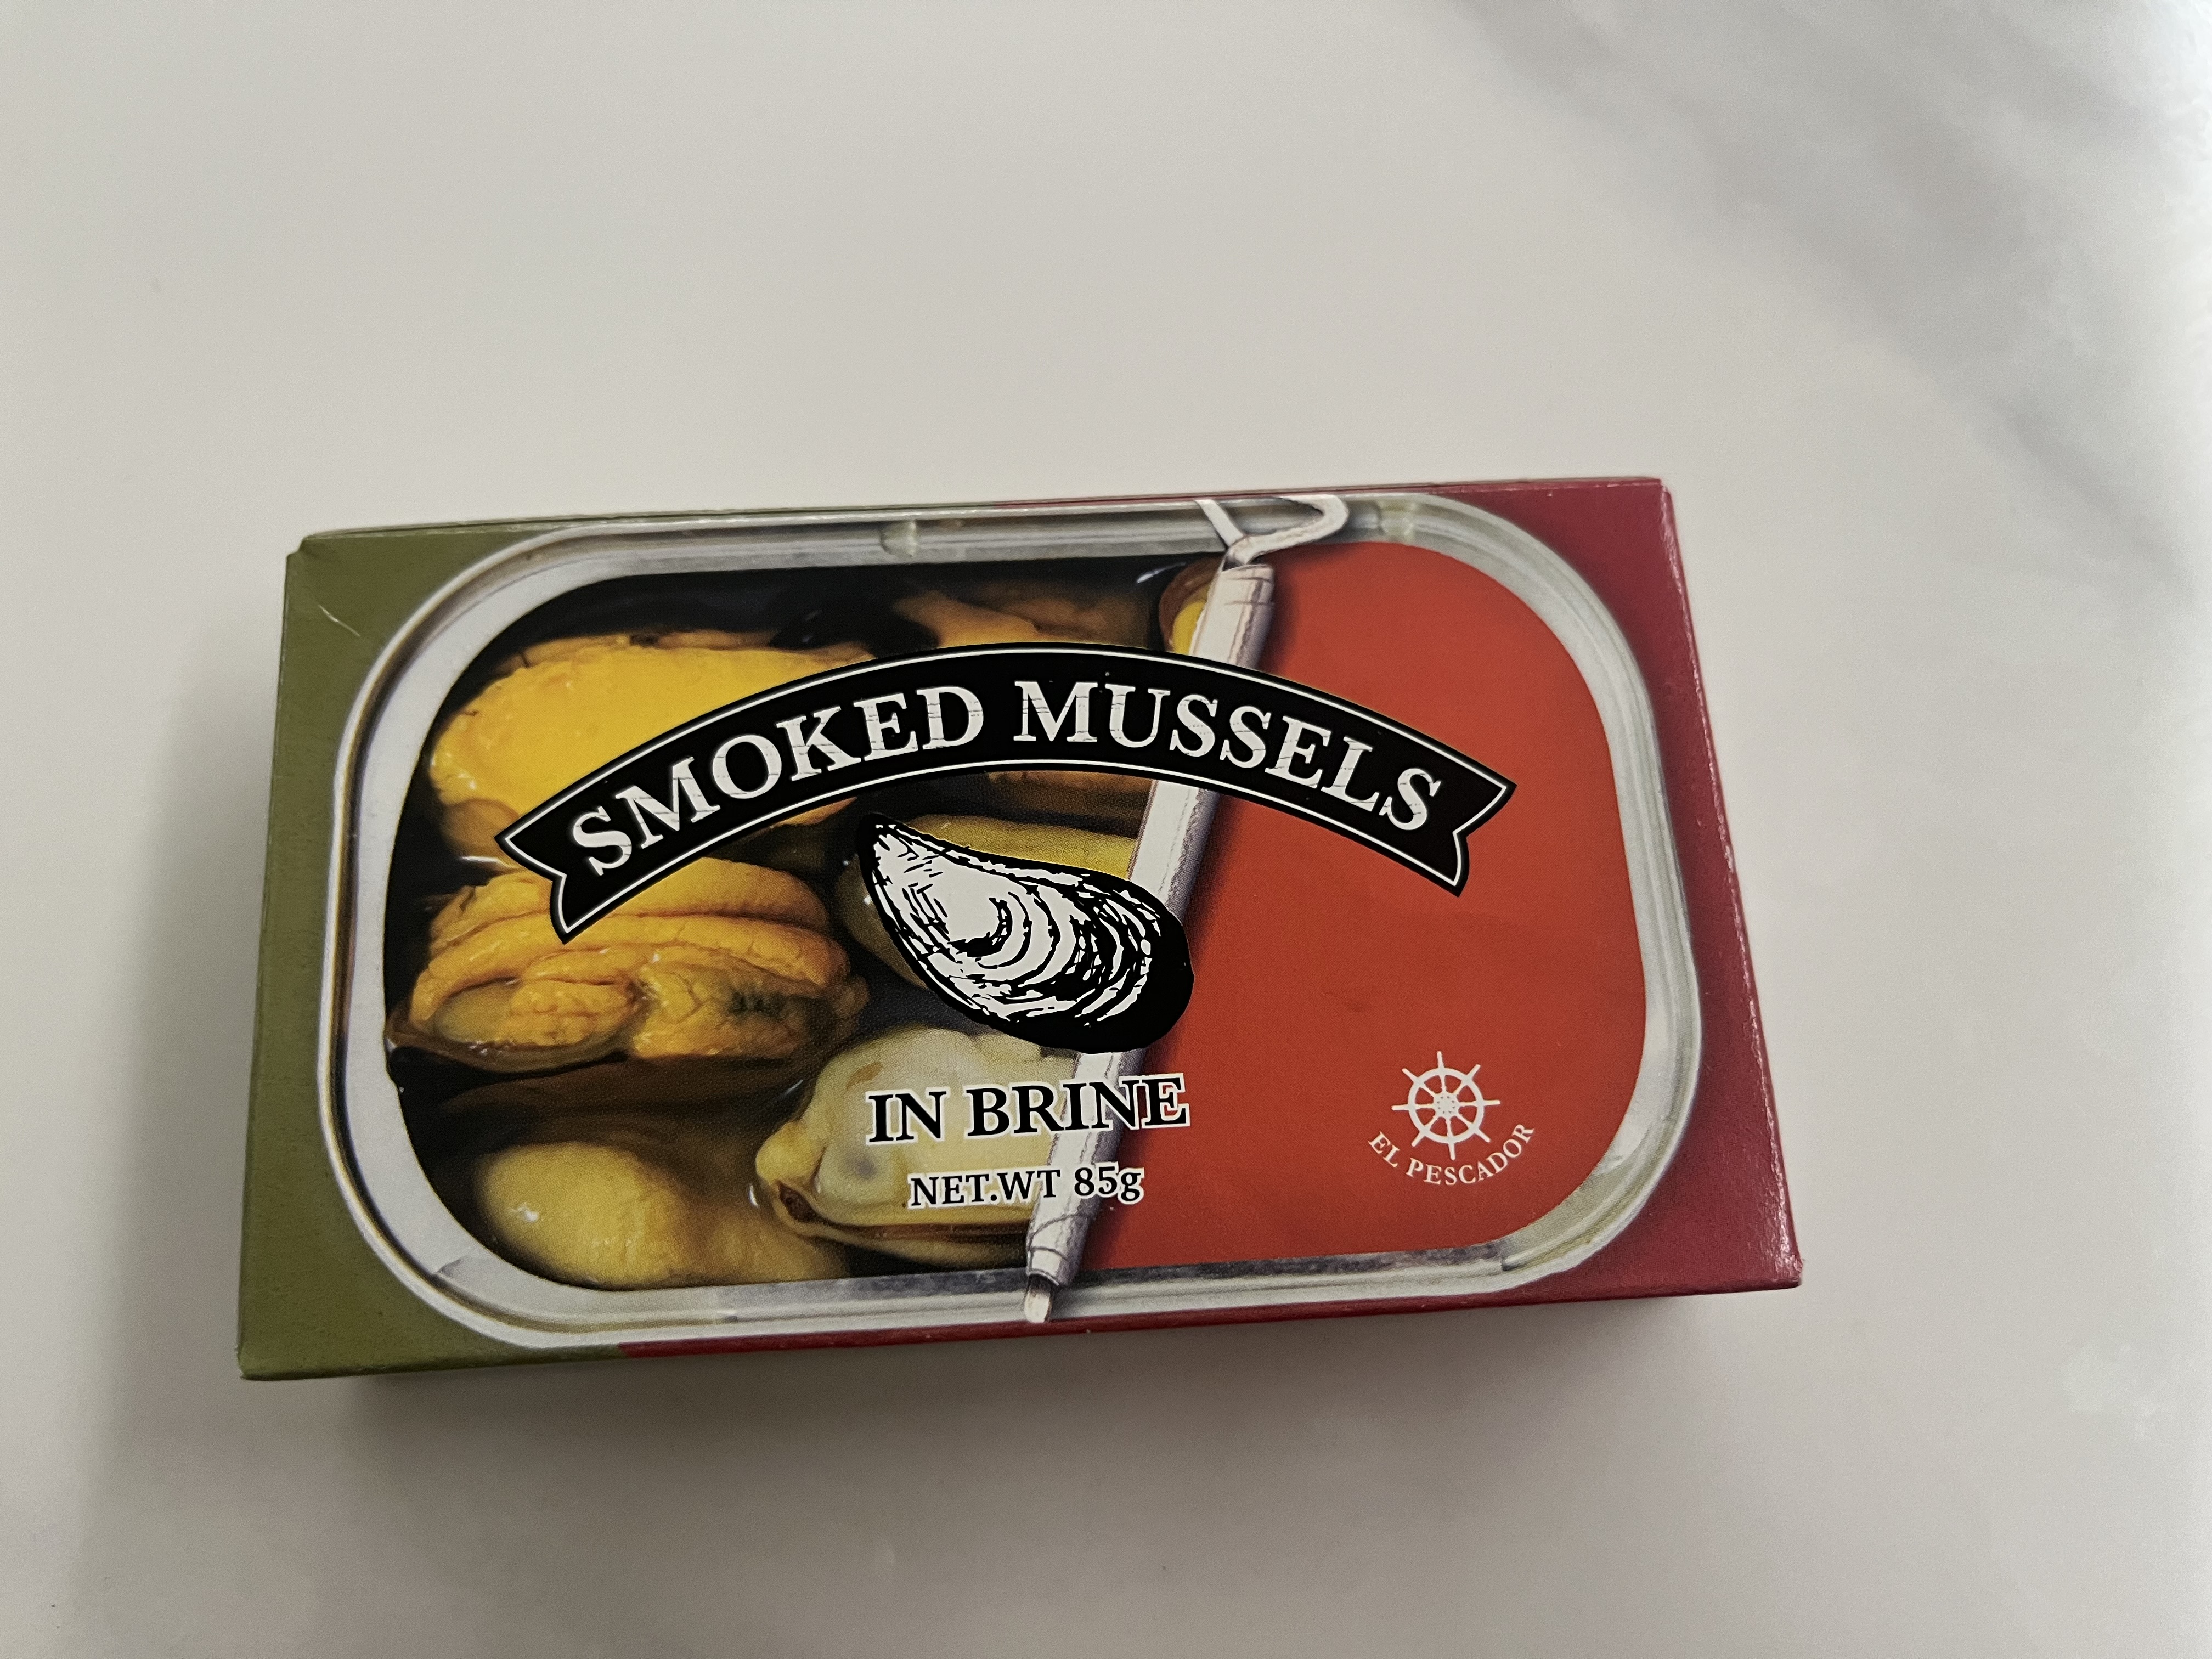 SMOKED MUSSELS
IN BRINE
NET.WT 85g
EL PESCADOR